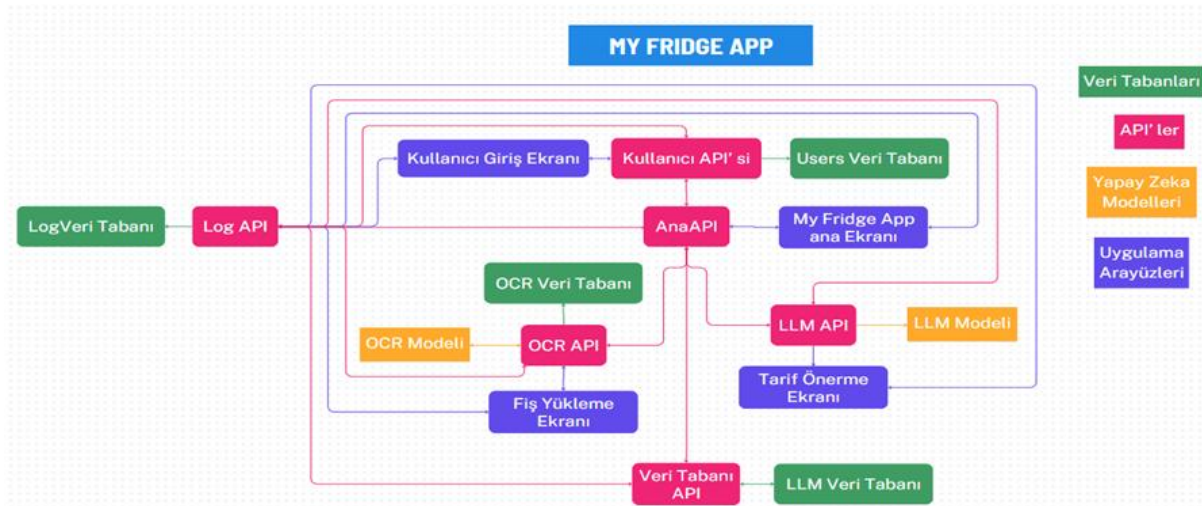 MY FRIDGE APP
Veri Tabanları
API' ler
Yapay Zeka
Modelleri
Uygulama
Arayüzleri
Kullanıcı Giriş Ekranı
Kullanıcı API' si
Users Veri Tabanı
LogVeri Tabanı
Log API
AnaAPI
My Fridge App
ana Ekranı
OCR Veri Tabanı
OCR Modeli
OCR API
LLM API
LLM Modeli
Fiş Yükleme
Ekranı
Tarif Önerme
Ekranı
Veri Tabanı
API
LLM Veri Tabanı